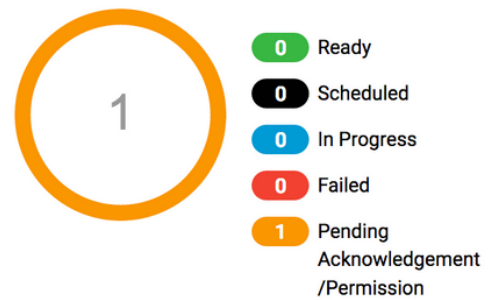 1
0 Ready
0 Scheduled
0 In Progress
0 Failed
1 Pending
Acknowledgement
/Permission